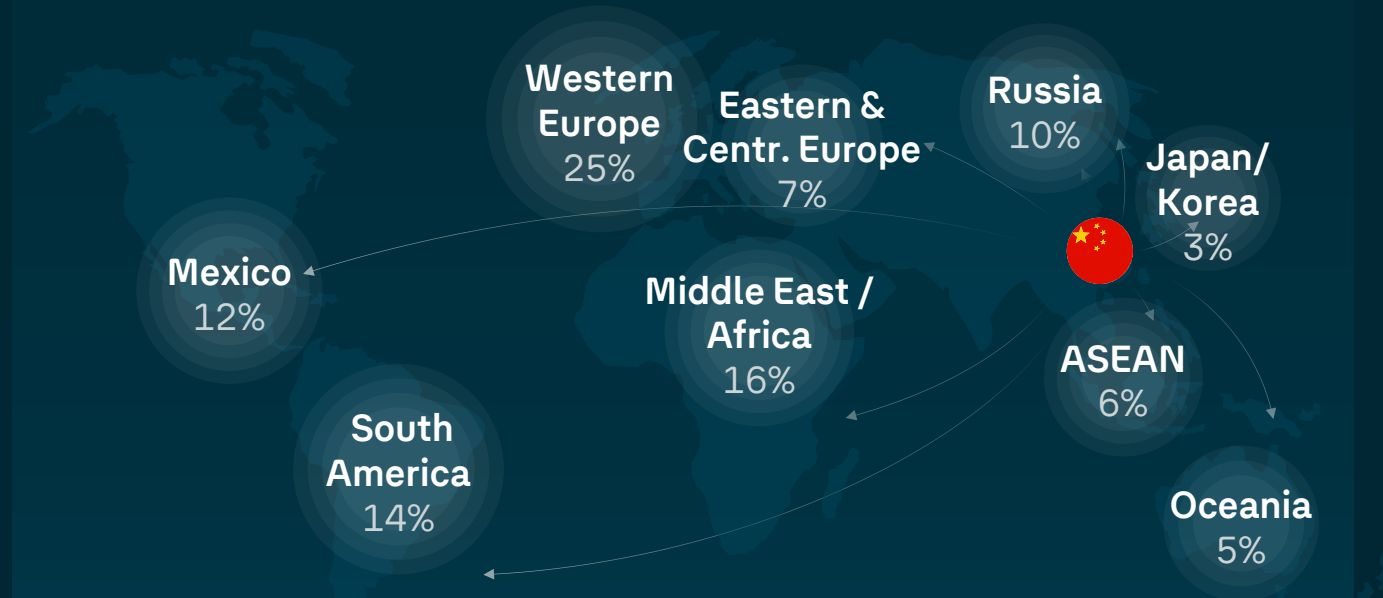 Western
Europe
25%
Eastern &
Centr. Europe
7%
Russia
10%
Japan/
Korea
3%
Mexico
12%
Middle East /
Africa
16%
ASEAN
6%
South
America
14%
Oceania
5%